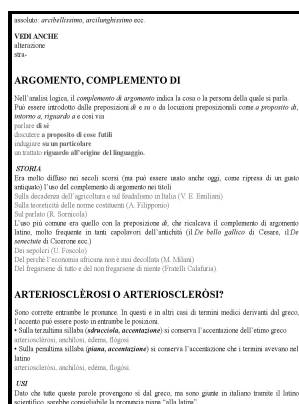 assoluto: arcibellissimo, arcilunghissimo ecc.
VEDI ANCHE
alterazione
stra-
ARGOMENTO, COMPLEMENTO DI
Nell'analisi logica, il complemento di argomento indica la cosa o la persona della quale si parla.
Può essere introdotto dalle preposizioni di e su o da locuzioni preposizionali come a proposito di,
intorno a, riguardo a e così via
parlare di sé
discutere a proposito di cose futili
indagare su un particolare
un trattato riguardo all'origine del linguaggio.
STORIA
Era molto diffuso nei secoli scorsi (ma può essere usato anche oggi, come ripresa di un gusto
antiquato) l'uso del complemento di argomento nei titoli
Sulla decadenza dell'agricoltura e sul feudalismo in Italia (V. E. Emiliani)
Sulla teoreticità delle norme costituenti (A. Filipponio)
Sul parlato (R. Sornicola)
L'uso più comune era quello con la preposizione di, che ricalcava il complemento di argomento
latino, molto frequente in tanti capolavori dell'antichità (il De bello gallico di Cesare, il De
senectute di Cicerone ecc.)
Dei sepolcri (U. Foscolo)
Del perché l'economia africana non è mai decollata (M. Milani)
Del fregarsene di tutto e del non fregarsene di niente (Fratelli Calafuria).
ARTERIOSCLÈROSI O ARTERIOSCLERÒSI?
Sono corrette entrambe le pronunce. In questi e in altri casi di termini medici derivanti dal greco,
l'accento può essere posto in entrambe le posizioni.
• Sulla terzultima sillaba (sdrucciola, accentazione) si conserva l'accentazione dell'etimo greco
arteriosclèrosi, anchìlosi, èdema, flògosi
• Sulla penultima sillaba (piana, accentazione) si conserva l'accentazione che i termini avevano nel
latino
arterioscleròsi, anchilòsi, edèma, flogòsi.
USI
Dato che tutte queste parole provengono sì dal greco, ma sono giunte in italiano tramite il latino
scientifico, sarebbe consigliabile la pronuncia piana "alla latina".